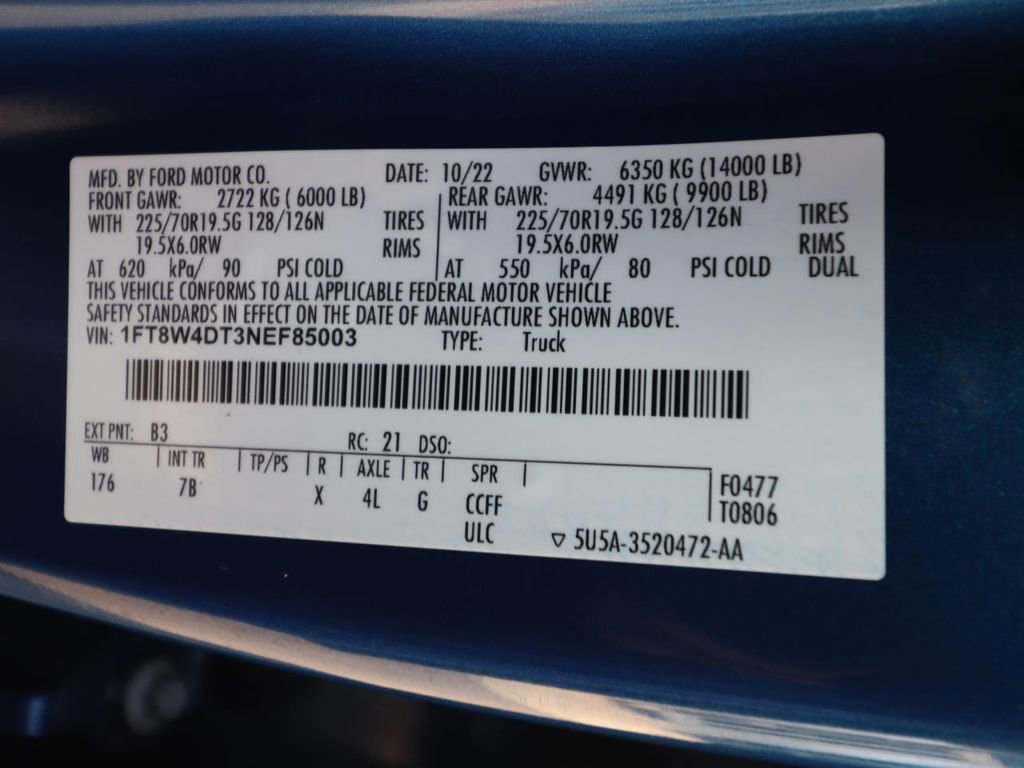 MFD. BY FORD MOTOR CO. DATE: 10/22 GVWR: 6350 KG (14000 LB)
FRONT GAWR: 2722 KG ( 6000 LB) REAR GAWR: 4491 KG ( 9900 LB)
WITH 225/70R19.5G 128/126N TIRES WITH 225/70R19.5G 128/126N TIRES
19.5X6.0RW RIMS 19.5X6.0RW RIMS
AT 620 kPa/ 90 PSI COLD AT 550 kPa/ 80 PSI COLD DUAL
THIS VEHICLE CONFORMS TO ALL APPLICABLE FEDERAL MOTOR VEHICLE
SAFETY STANDARDS IN EFFECT ON THE DATE OF MANUFACTURE SHOWN ABOVE.
VIN: 1FT8W4DT3NEF85003 TYPE: Truck
EXT PNT: B3 RC: 21 DSO:
WB INT TR TP/PS R AXLE TR SPR
176 7B X 4L G CCFF F0477
ULC T0806
▽ 5U5A-3520472-AA